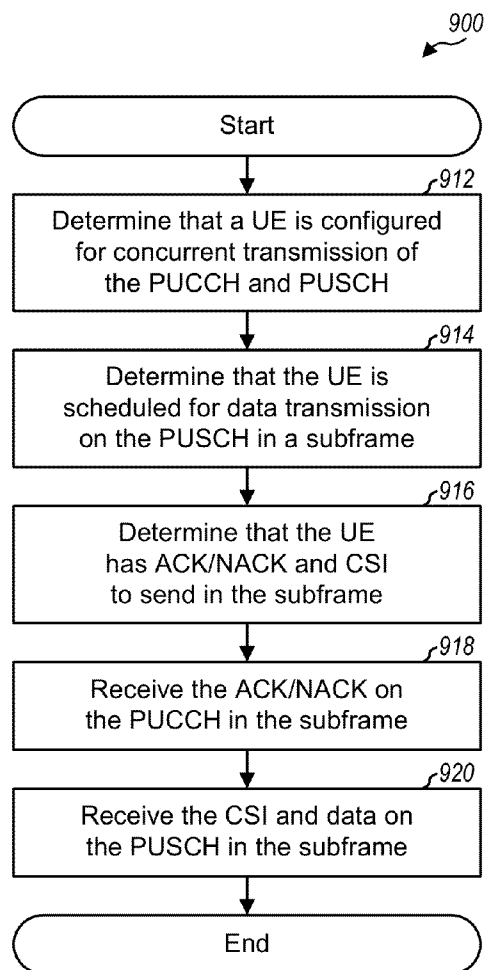 900
Start
912
Determine that a UE is configured
for concurrent transmission of
the PUCCH and PUSCH
914
Determine that the UE is
scheduled for data transmission
on the PUSCH in a subframe
916
Determine that the UE
has ACK/NACK and CSI
to send in the subframe
918
Receive the ACK/NACK on
the PUCCH in the subframe
920
Receive the CSI and data on
the PUSCH in the subframe
End